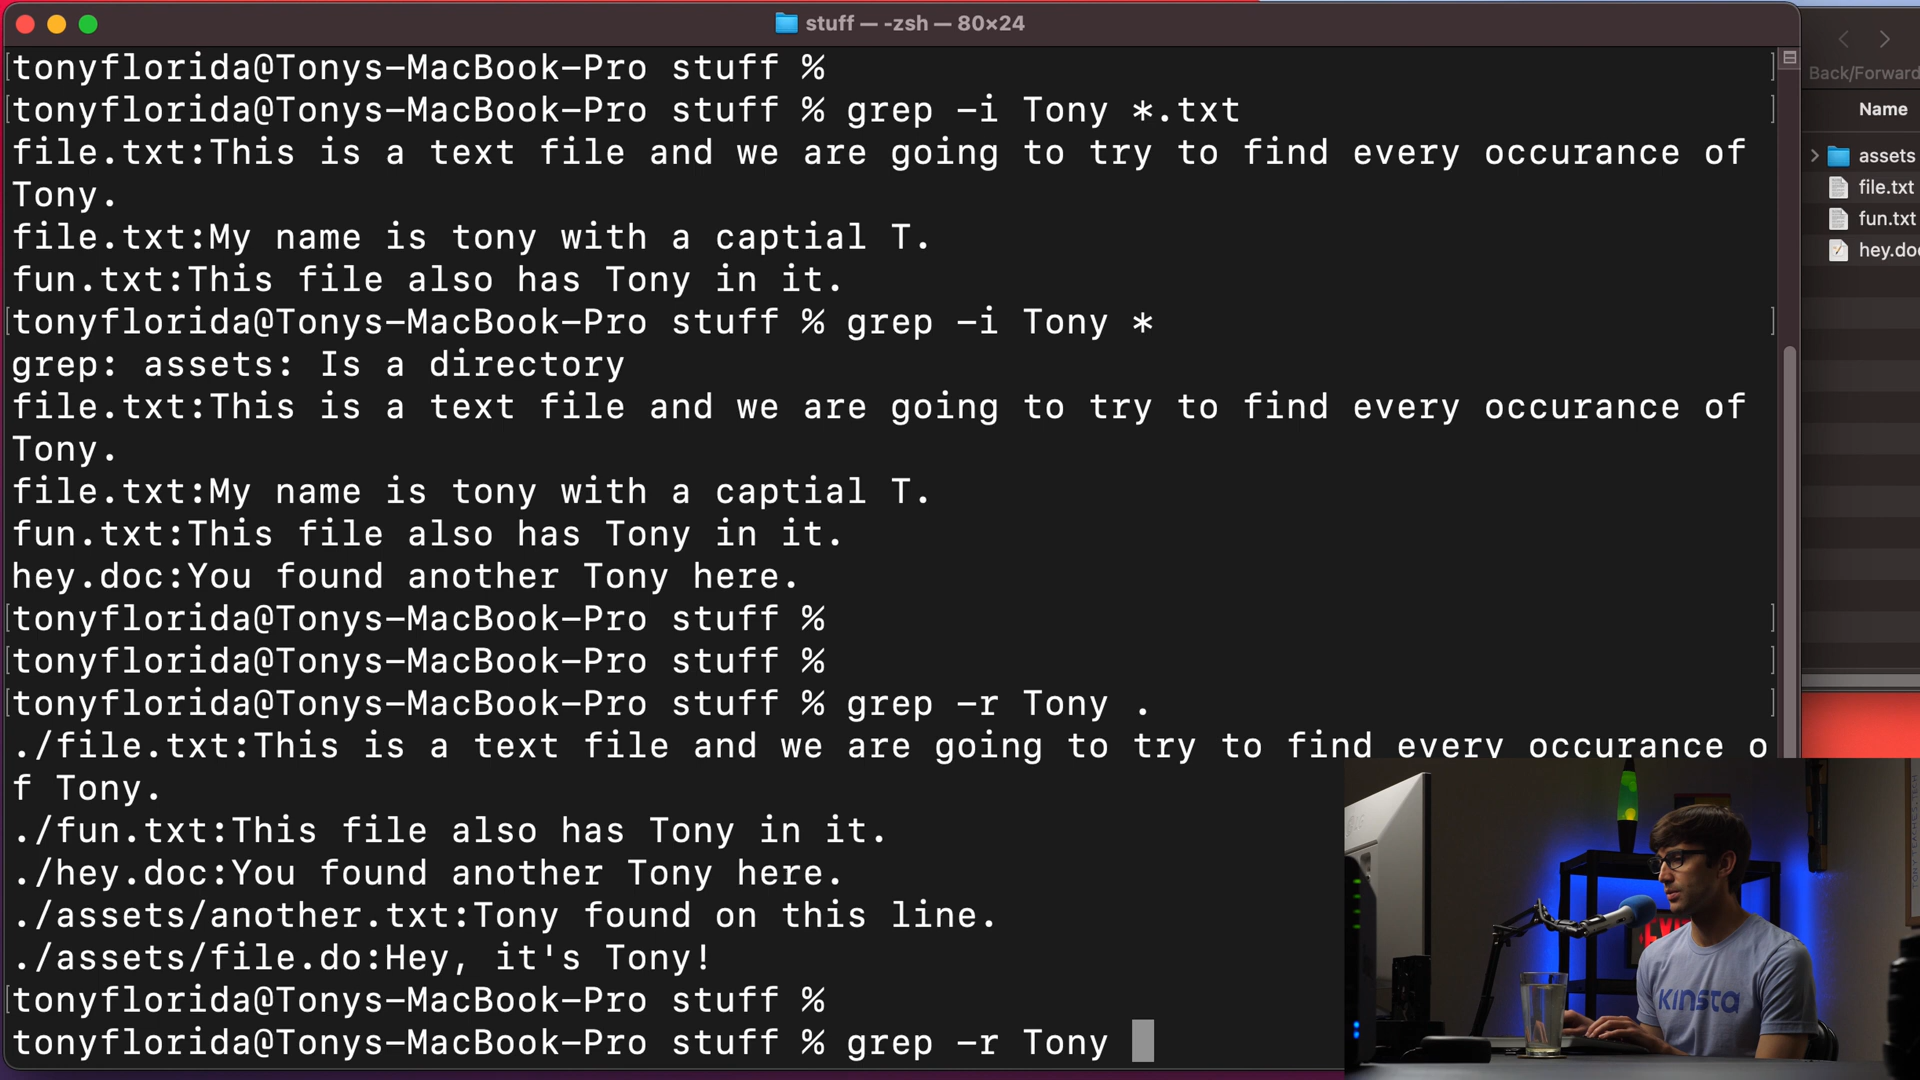 stuff — -zsh — 80×24
tonyflorida@Tonys-MacBook-Pro stuff %
tonyflorida@Tonys-MacBook-Pro stuff % grep -i Tony *.txt
file.txt:This is a text file and we are going to try to find every occurance of
Tony.
file.txt:My name is tony with a captial T.
fun.txt:This file also has Tony in it.
tonyflorida@Tonys-MacBook-Pro stuff % grep -i Tony *
grep: assets: Is a directory
file.txt:This is a text file and we are going to try to find every occurance of
Tony.
file.txt:My name is tony with a captial T.
fun.txt:This file also has Tony in it.
hey.doc:You found another Tony here.
tonyflorida@Tonys-MacBook-Pro stuff %
tonyflorida@Tonys-MacBook-Pro stuff %
tonyflorida@Tonys-MacBook-Pro stuff % grep -r Tony .
./file.txt:This is a text file and we are going to try to find every occurance o
f Tony.
./fun.txt:This file also has Tony in it.
./hey.doc:You found another Tony here.
./assets/another.txt:Tony found on this line.
./assets/file.do:Hey, it's Tony!
tonyflorida@Tonys-MacBook-Pro stuff %
tonyflorida@Tonys-MacBook-Pro stuff % grep -r Tony
Back/Forward
Name
assets
file.txt
fun.txt
hey.doc
KINSTA